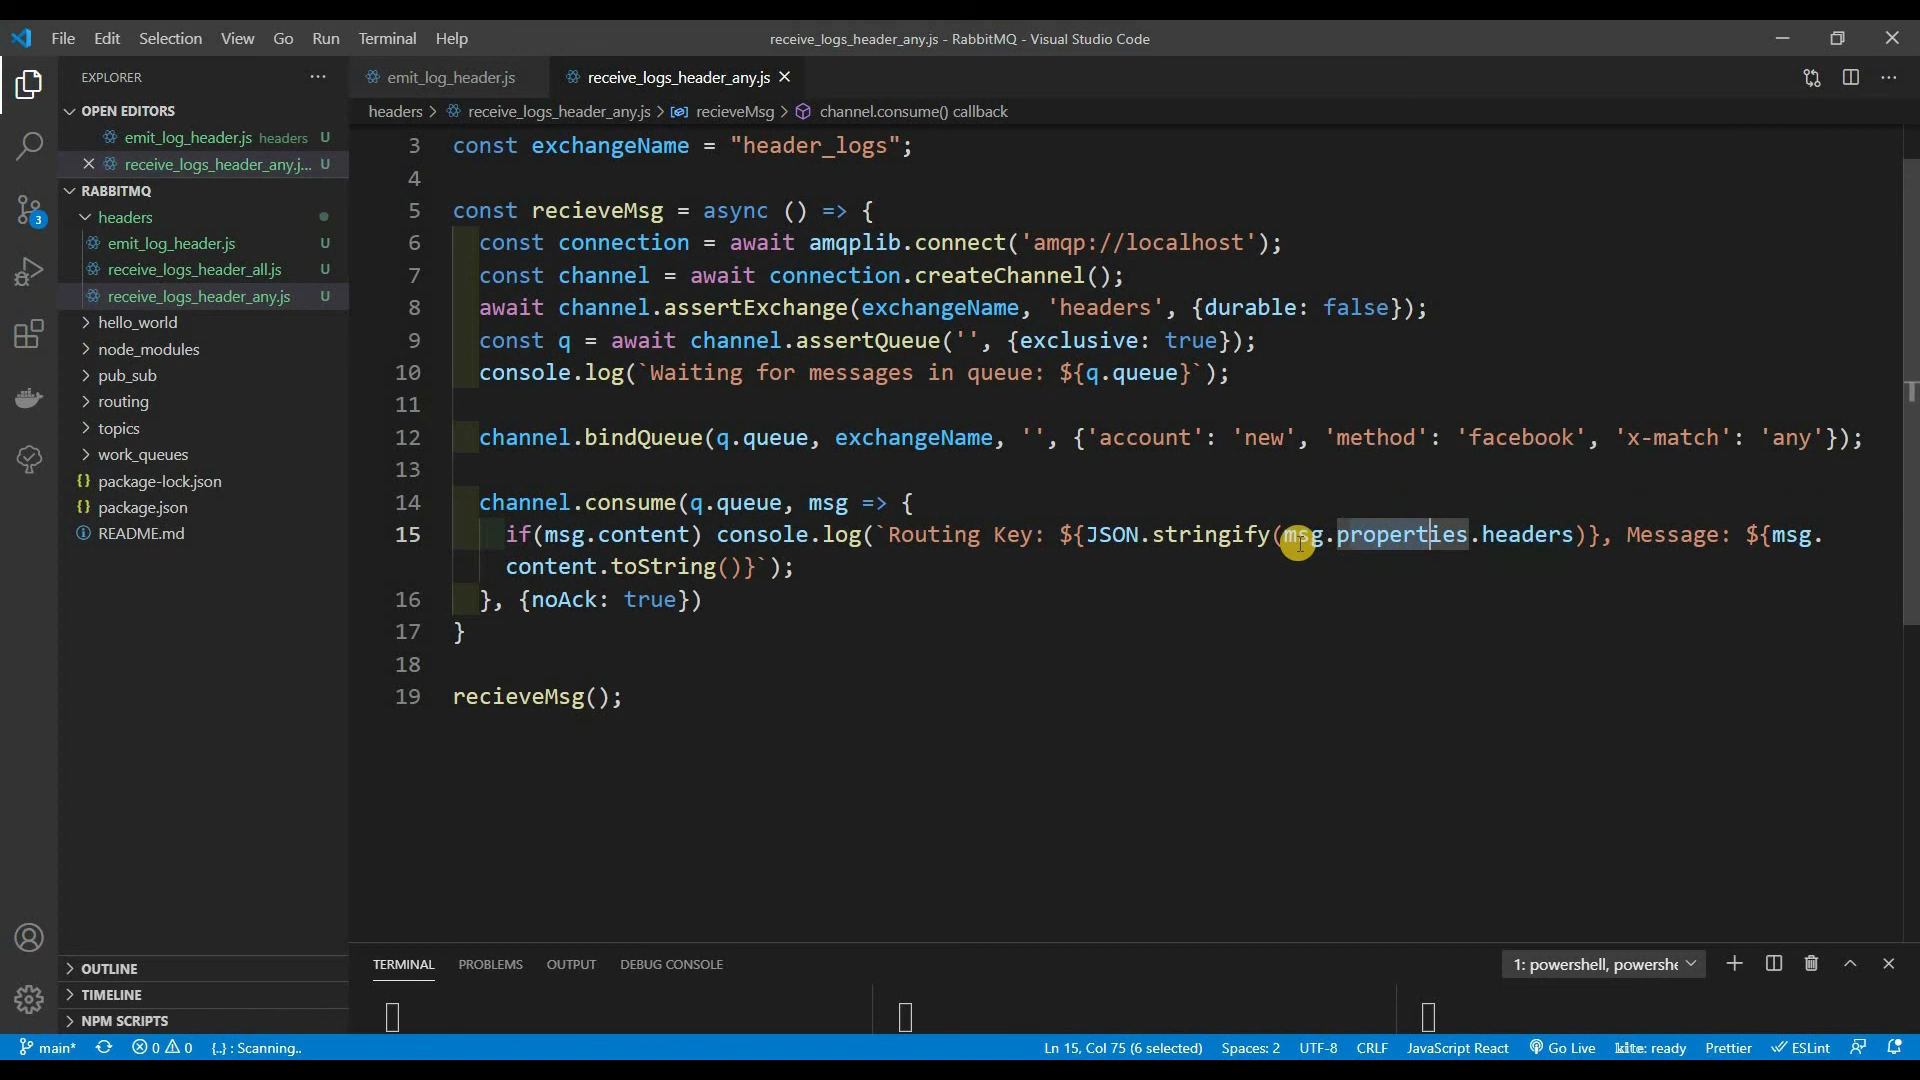 File Edit Selection View Go Run Terminal Help
receive_logs_header_any.js - RabbitMQ - Visual Studio Code
EXPLORER
OPEN EDITORS
emit_log_header.js headers U
receive_logs_header_any.j... U
RABBITMQ
headers
emit_log_header.js U
receive_logs_header_all.js U
receive_logs_header_any.js U
hello_world
node_modules
pub_sub
routing
topics
work_queues
package-lock.json
package.json
README.md
OUTLINE
TIMELINE
NPM SCRIPTS
3
emit_log_header.js receive_logs_header_any.js
headers > receive_logs_header_any.js > recieveMsg > channel.consume() callback
3 const exchangeName = "header_logs";
4
5 const recieveMsg = async () => {
6 const connection = await amqplib.connect('amqp://localhost');
7 const channel = await connection.createChannel();
8 await channel.assertExchange(exchangeName, 'headers', {durable: false});
9 const q = await channel.assertQueue('', {exclusive: true});
10 console.log(`Waiting for messages in queue: ${q.queue}`);
11
12 channel.bindQueue(q.queue, exchangeName, '', {'account': 'new', 'method': 'facebook', 'x-match': 'any'});
13
14 channel.consume(q.queue, msg => {
15 if(msg.content) console.log(`Routing Key: ${JSON.stringify(msg.properties.headers)}, Message: ${msg.
content.toString()}`);
16 }, {noAck: true})
17 }
18
19 recieveMsg();
TERMINAL PROBLEMS OUTPUT DEBUG CONSOLE
1: powershell, powershe
main* 0 0 {..} : Scanning..
Ln 15, Col 75 (6 selected) Spaces: 2 UTF-8 CRLF JavaScript React Go Live kite: ready Prettier ESLint